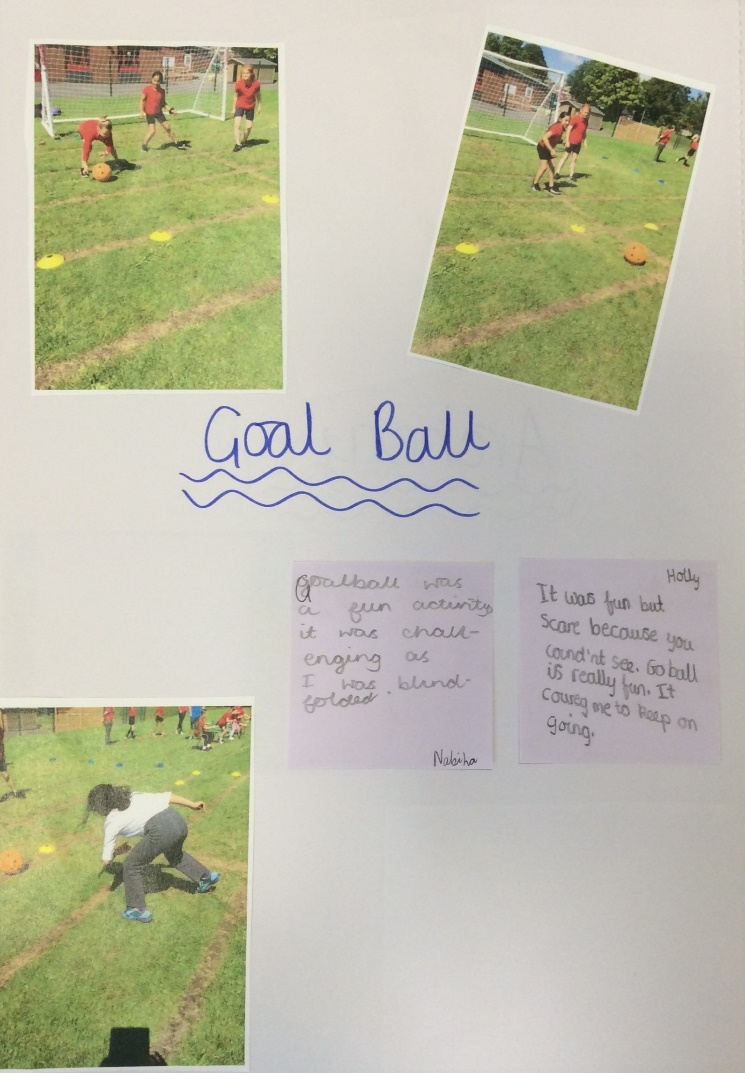 Goal Ball
goalball was
a fun activity
it was chall-
enging as
I was blind-
folded.
Nabiha
Holly
It was fun but
scare because you
cound'nt see. Go ball
is really fun. It
coureg me to keep on
going.